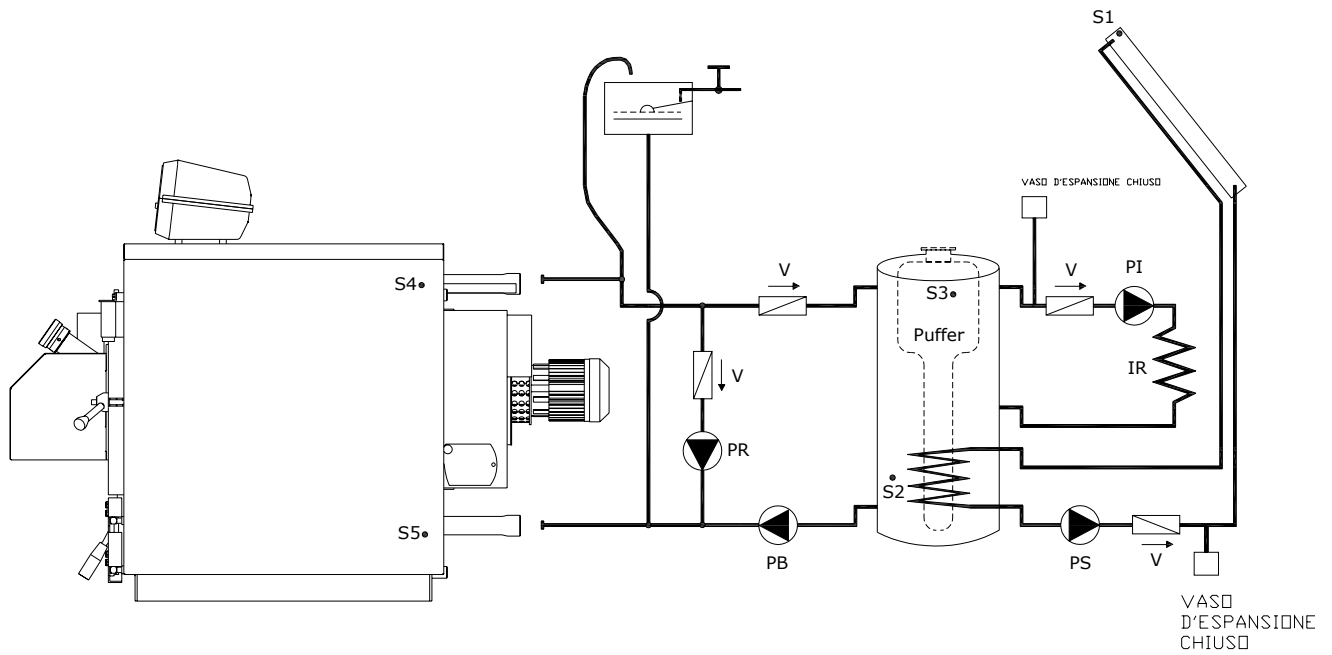 S1
VASO D'ESPANSIONE CHIUSO
V
V
PI
S4
S3
Puffer
IR
V
PR
S2
S5
PB
PS
V
VASO
D'ESPANSIONE
CHIUSO